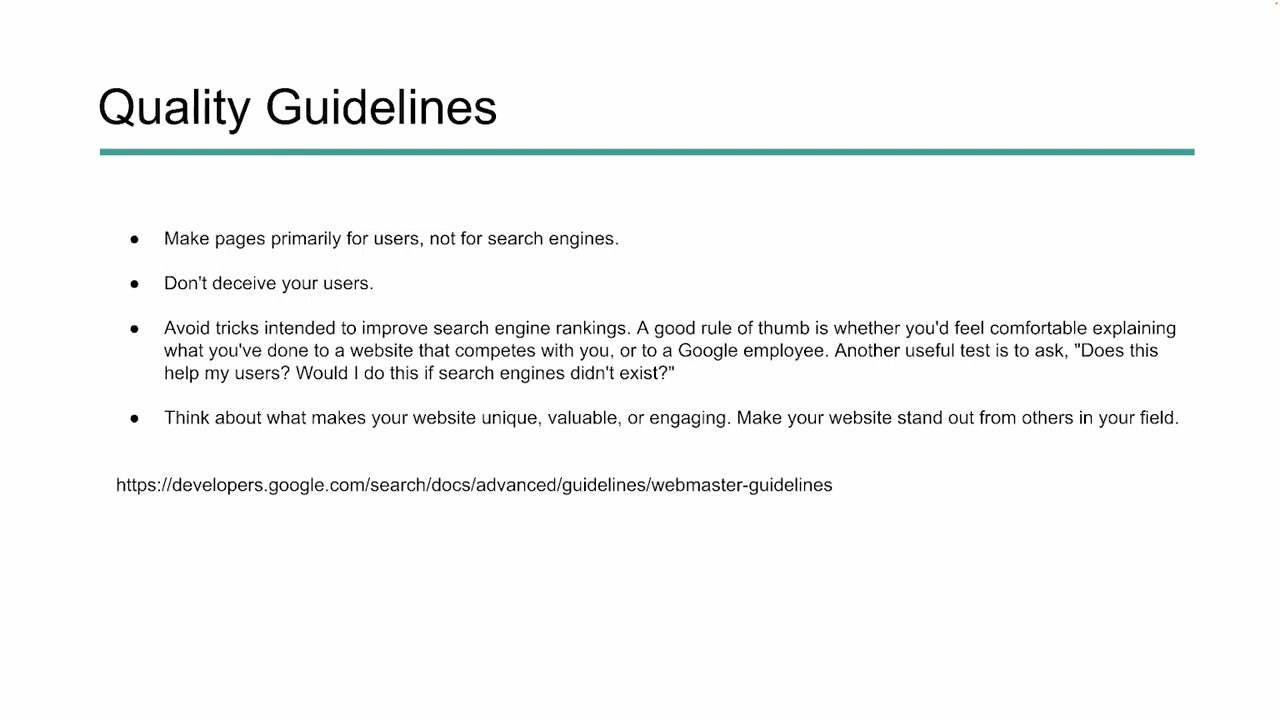 Quality Guidelines
● Make pages primarily for users, not for search engines.
● Don't deceive your users.
● Avoid tricks intended to improve search engine rankings. A good rule of thumb is whether you'd feel comfortable explaining
what you've done to a website that competes with you, or to a Google employee. Another useful test is to ask, "Does this
help my users? Would I do this if search engines didn't exist?"
● Think about what makes your website unique, valuable, or engaging. Make your website stand out from others in your field.
https://developers.google.com/search/docs/advanced/guidelines/webmaster-guidelines